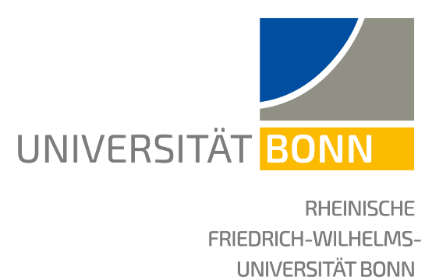 UNIVERSITÄT BONN
RHEINISCHE
FRIEDRICH-WILHELMS-
UNIVERSITÄT BONN